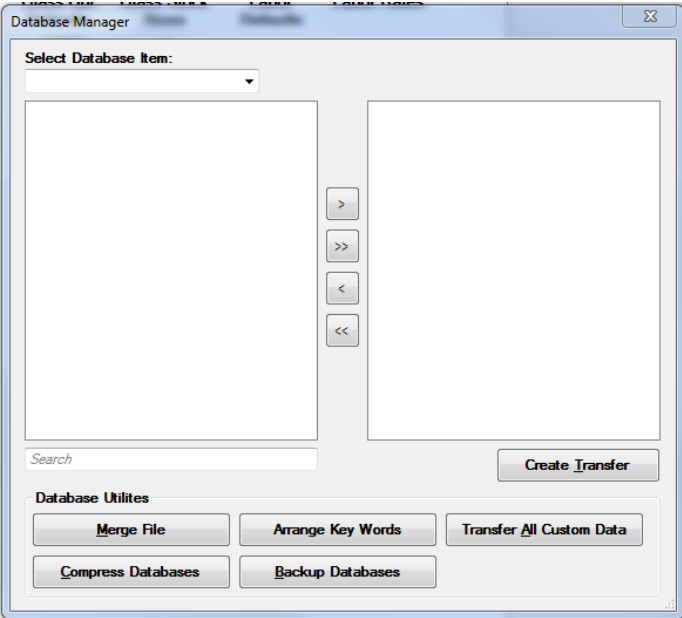 Database Manager
Select Database Item:
>
>>
<
<<
Search
Create Transfer
Database Utilites
Merge File
Arrange Key Words
Transfer All Custom Data
Compress Databases
Backup Databases